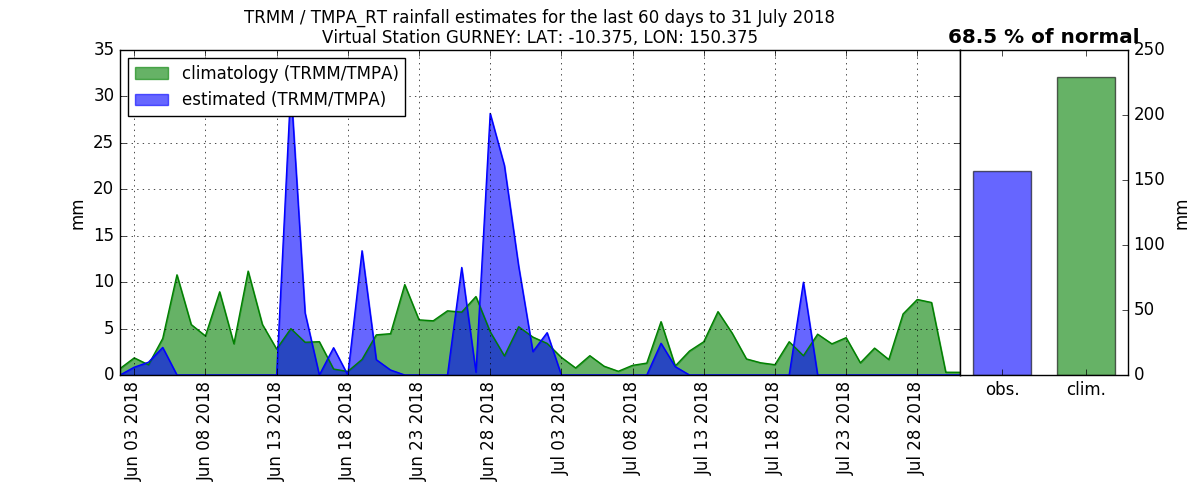 TRMM / TMPA_RT rainfall estimates for the last 60 days to 31 July 2018
Virtual Station GURNEY: LAT: -10.375, LON: 150.375
68.5 % of normal
climatology (TRMM/TMPA)
estimated (TRMM/TMPA)
35
30
25
20
15
10
5
0
mm
Jun 03 2018
Jun 08 2018
Jun 13 2018
Jun 18 2018
Jun 23 2018
Jun 28 2018
Jul 03 2018
Jul 08 2018
Jul 13 2018
Jul 18 2018
Jul 23 2018
Jul 28 2018
250
200
150
100
50
0
mm
obs.
clim.